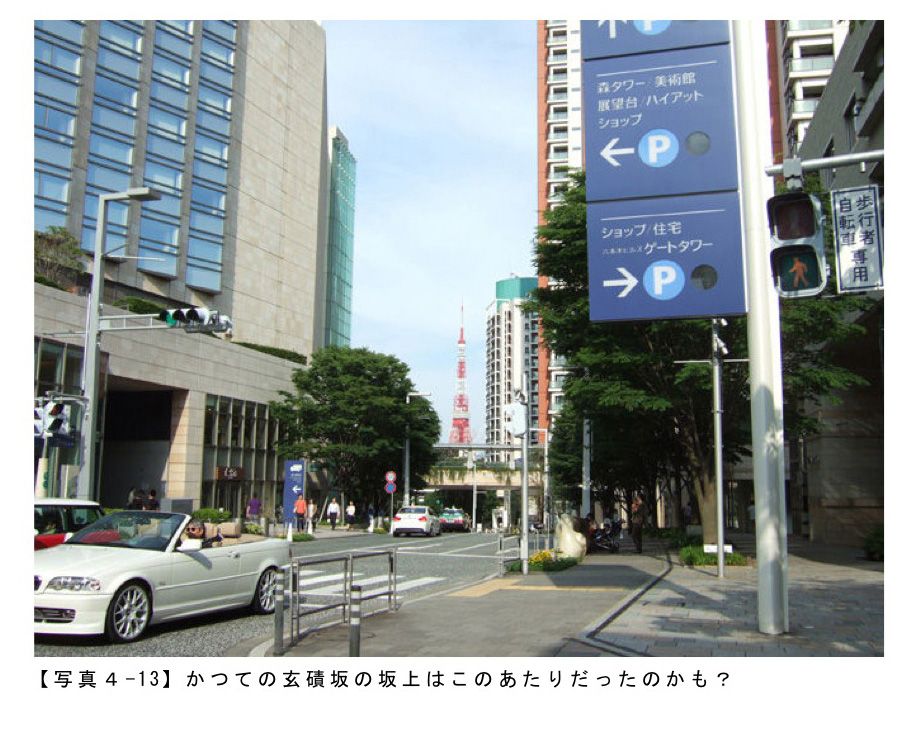 P
森タワー/美術館
展望台/ハイアット
ショップ
← P
ショップ/住宅
六本木ヒルズ ゲートタワー
→ P
歩行者
自転車
専用
【写真4-13】かつての玄磧坂の坂上はこのあたりだったのかも？